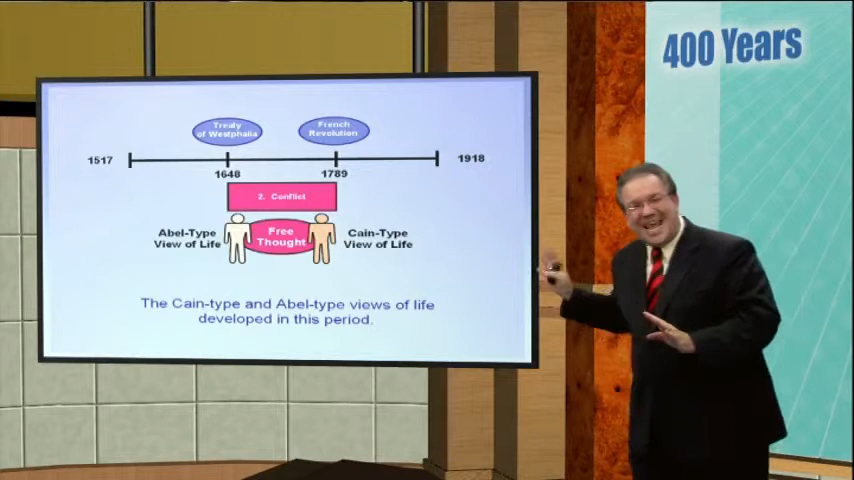 400 Years
Treaty
of Westphalia
French
Revolution
1517
1918
1648
1789
2. Conflict
Abel-Type
View of Life
Free
Thought
Cain-Type
View of Life
The Cain-type and Abel-type views of life
developed in this period.